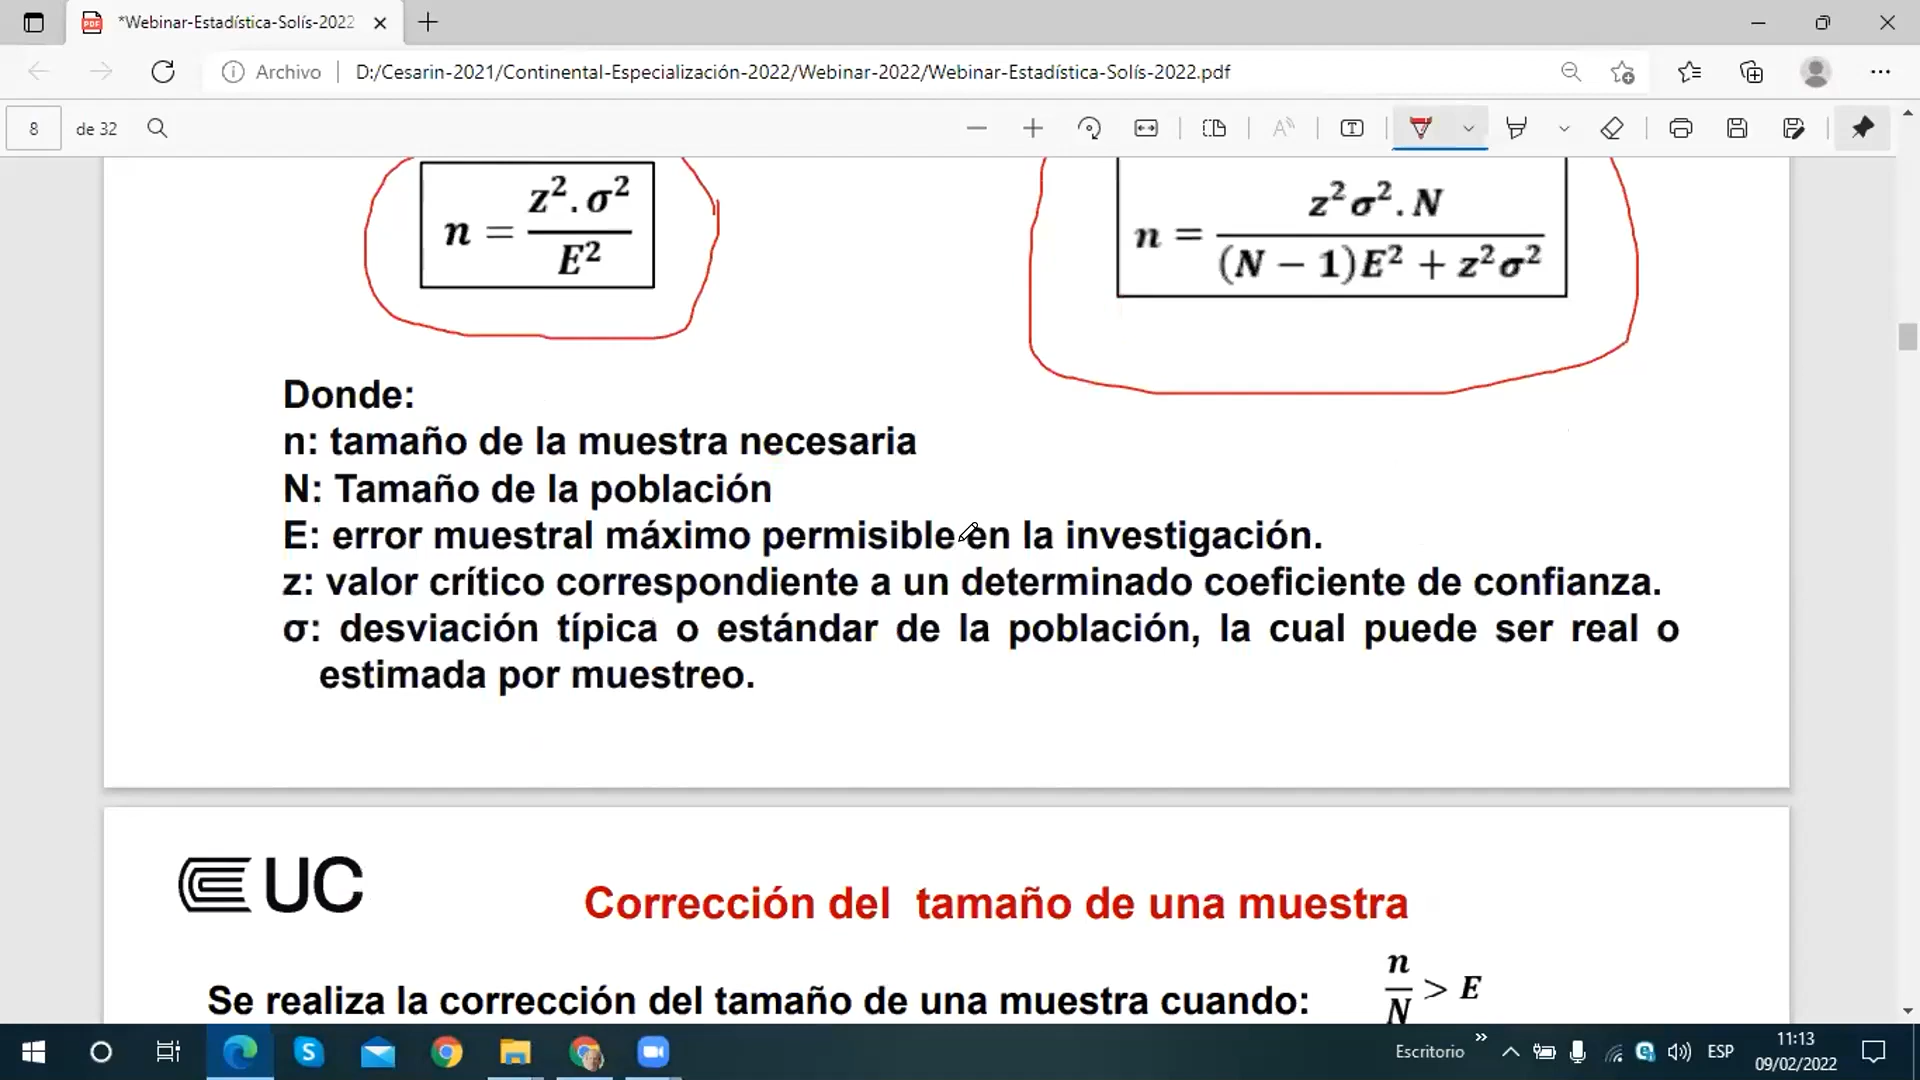 *Webinar-Estadística-Solís-2022
Archivo | D:/Cesarin-2021/Continental-Especialización-2022/Webinar-2022/Webinar-Estadística-Solís-2022.pdf
8 de 32
n = z². σ² / E²
n = z²σ². N / (N − 1)E² + z²σ²
Donde:
n: tamaño de la muestra necesaria
N: Tamaño de la población
E: error muestral máximo permisible en la investigación.
z: valor crítico correspondiente a un determinado coeficiente de confianza.
σ: desviación típica o estándar de la población, la cual puede ser real o
estimada por muestreo.
UC
Corrección del tamaño de una muestra
Se realiza la corrección del tamaño de una muestra cuando: n/N > E
Escritorio
ESP
11:13
09/02/2022